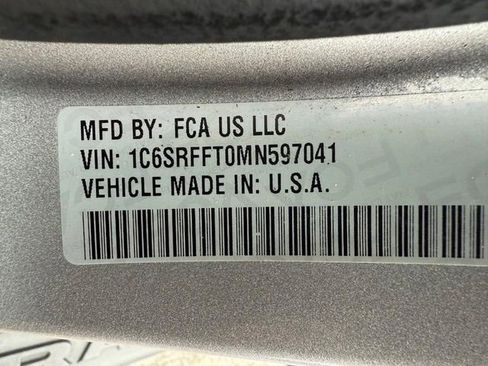 MFD BY: FCA US LLC
VIN: 1C6SRFFT0MN597041
VEHICLE MADE IN: U.S.A.